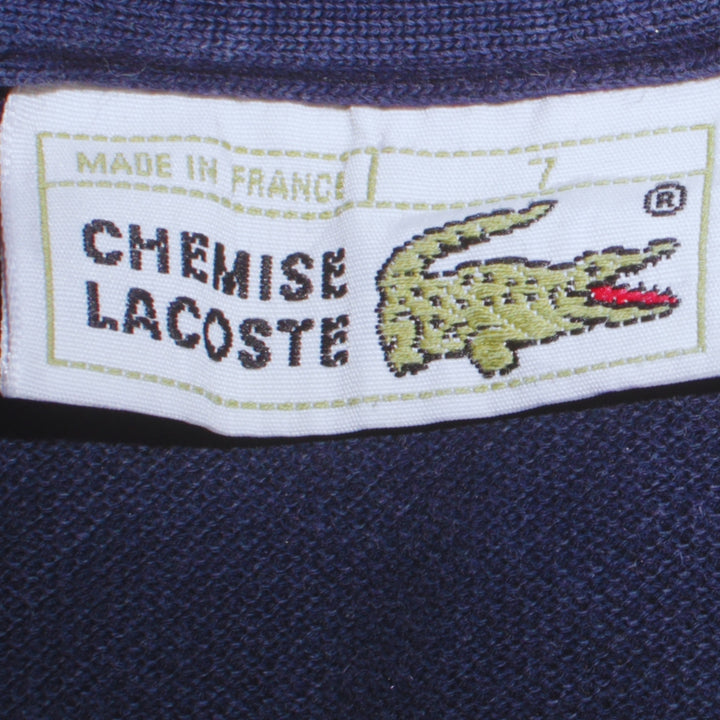 MADE IN FRANCE 7
CHEMISE
LACOSTE
®